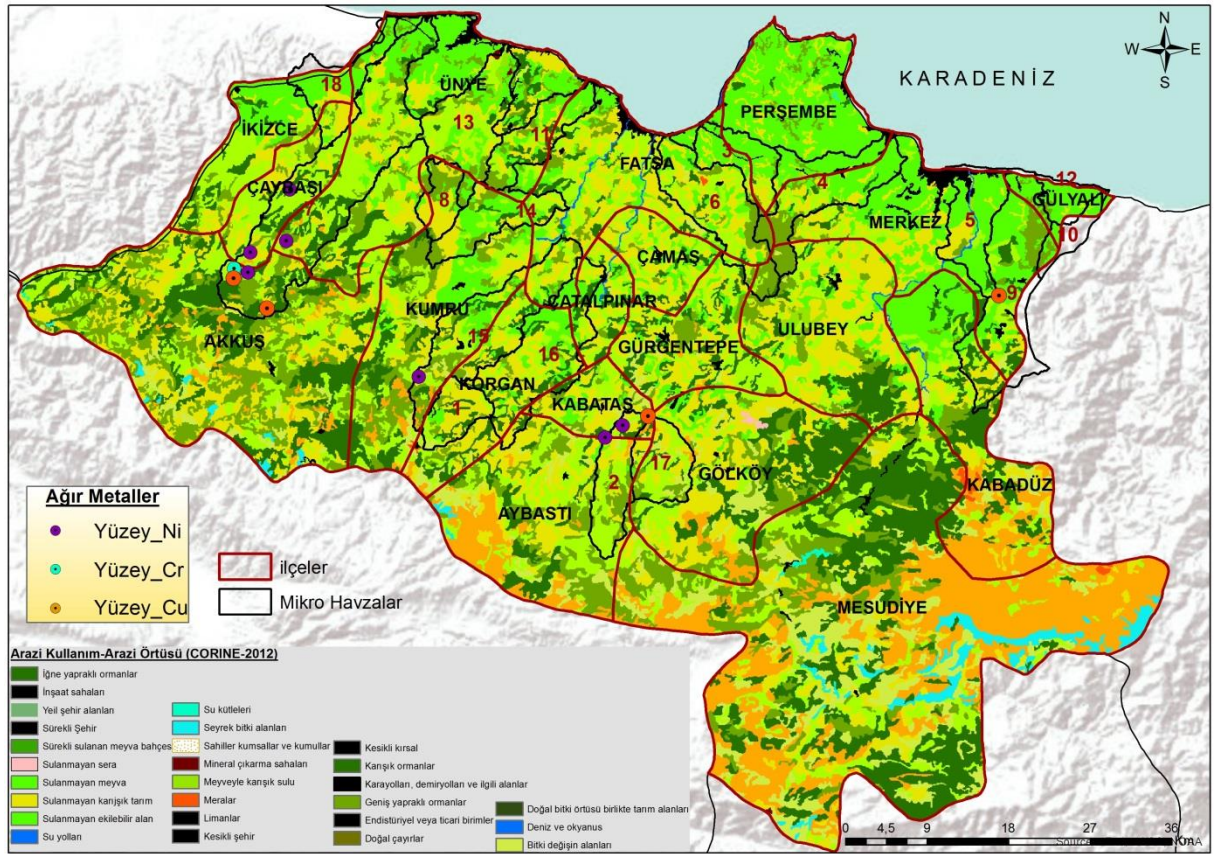 N
W E
S
KARADENİZ
18
ÜNYE
PERŞEMBE
İKİZCE
13
11
FATSA
3
12
ÇAYBAŞI
4
GÜLYALI
7
8
6
MERKEZ
5
14
10
ÇAMAŞ
9
KUMRU
ÇATALPINAR
ULUBEY
AKKUŞ
15
16
GÜRGENTEPE
KORGAN
1
KABATAŞ
17
GÖLKÖY
2
KABADÜZ
AYBASTI
MESUDİYE
Ağır Metaller
Yüzey_Ni
Yüzey_Cr
Yüzey_Cu
ilçeler
Mikro Havzalar
Arazi Kullanım-Arazi Örtüsü (CORINE-2012)
İğne yapraklı ormanlar
İnşaat sahaları
Yeil şehir alanları
Sürekli Şehir
Sürekli sulanan meyva bahçes
Sulanmayan sera
Sulanmayan meyva
Sulanmayan karışık tarım
Sulanmayan ekilebilir alan
Su yolları
Su kütleleri
Seyrek bitki alanları
Sahiller kumsallar ve kumullar
Mineral çıkarma sahaları
Meyveyle karışık sulu
Meralar
Limanlar
Kesikli şehir
Kesikli kırsal
Karışık ormanlar
Karayolları, demiryolları ve ilgili alanlar
Geniş yapraklı ormanlar
Endistüriyel veya ticari birimler
Doğal çayırlar
Doğal bitki örtüsü birlikte tarım alanları
Deniz ve okyanus
Bitki değişin alanları
0 4,5 9 18 27 36
Km